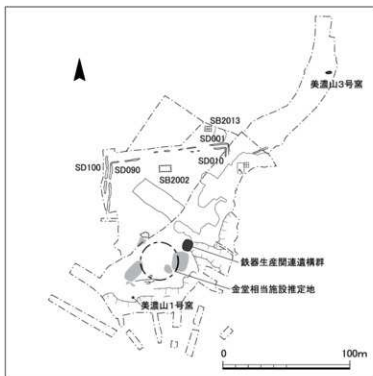 美濃山3号窯
SB2013
SD001
SD100
SD090
SB2002
SD010
鉄器生産関連遺構群
金堂相当施設推定地
美濃山1号窯
0
100m